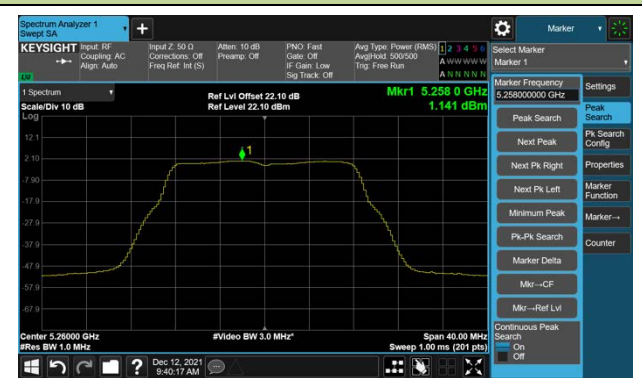 Spectrum Analyzer 1
Swept SA
+
Marker
KEYSIGHT
Input: RF
Coupling: AC
Align: Auto
Input Z: 50 Ω
Corrections: Off
Freq Ref: Int (S)
Atten: 10 dB
Preamp: Off
PNO: Fast
Gate: Off
IF Gain: Low
Sig Track: Off
Avg Type: Power (RMS)
Avg|Hold: 500/500
Trig: Free Run
1 2 3 4 5 6
A W W W W W
A N N N N N
Select Marker
Marker 1
1 Spectrum
Scale/Div 10 dB
Log
Ref Lvl Offset 22.10 dB
Ref Level 22.10 dBm
Mkr1 5.258 0 GHz
1.141 dBm
12.1
2.10
-7.90
-17.9
-27.9
-37.9
-47.9
-57.9
-67.9
1
Center 5.26000 GHz
#Res BW 1.0 MHz
#Video BW 3.0 MHz*
Span 40.00 MHz
Sweep 1.00 ms (201 pts)
Marker Frequency
5.258000000 GHz
Peak Search
Next Peak
Next Pk Right
Next Pk Left
Minimum Peak
Pk-Pk Search
Marker Delta
Mkr→CF
Mkr→Ref Lvl
Continuous Peak
Search
On
Off
Settings
Peak
Search
Pk Search
Config
Properties
Marker
Function
Marker→
Counter
?
Dec 12, 2021
9:40:17 AM